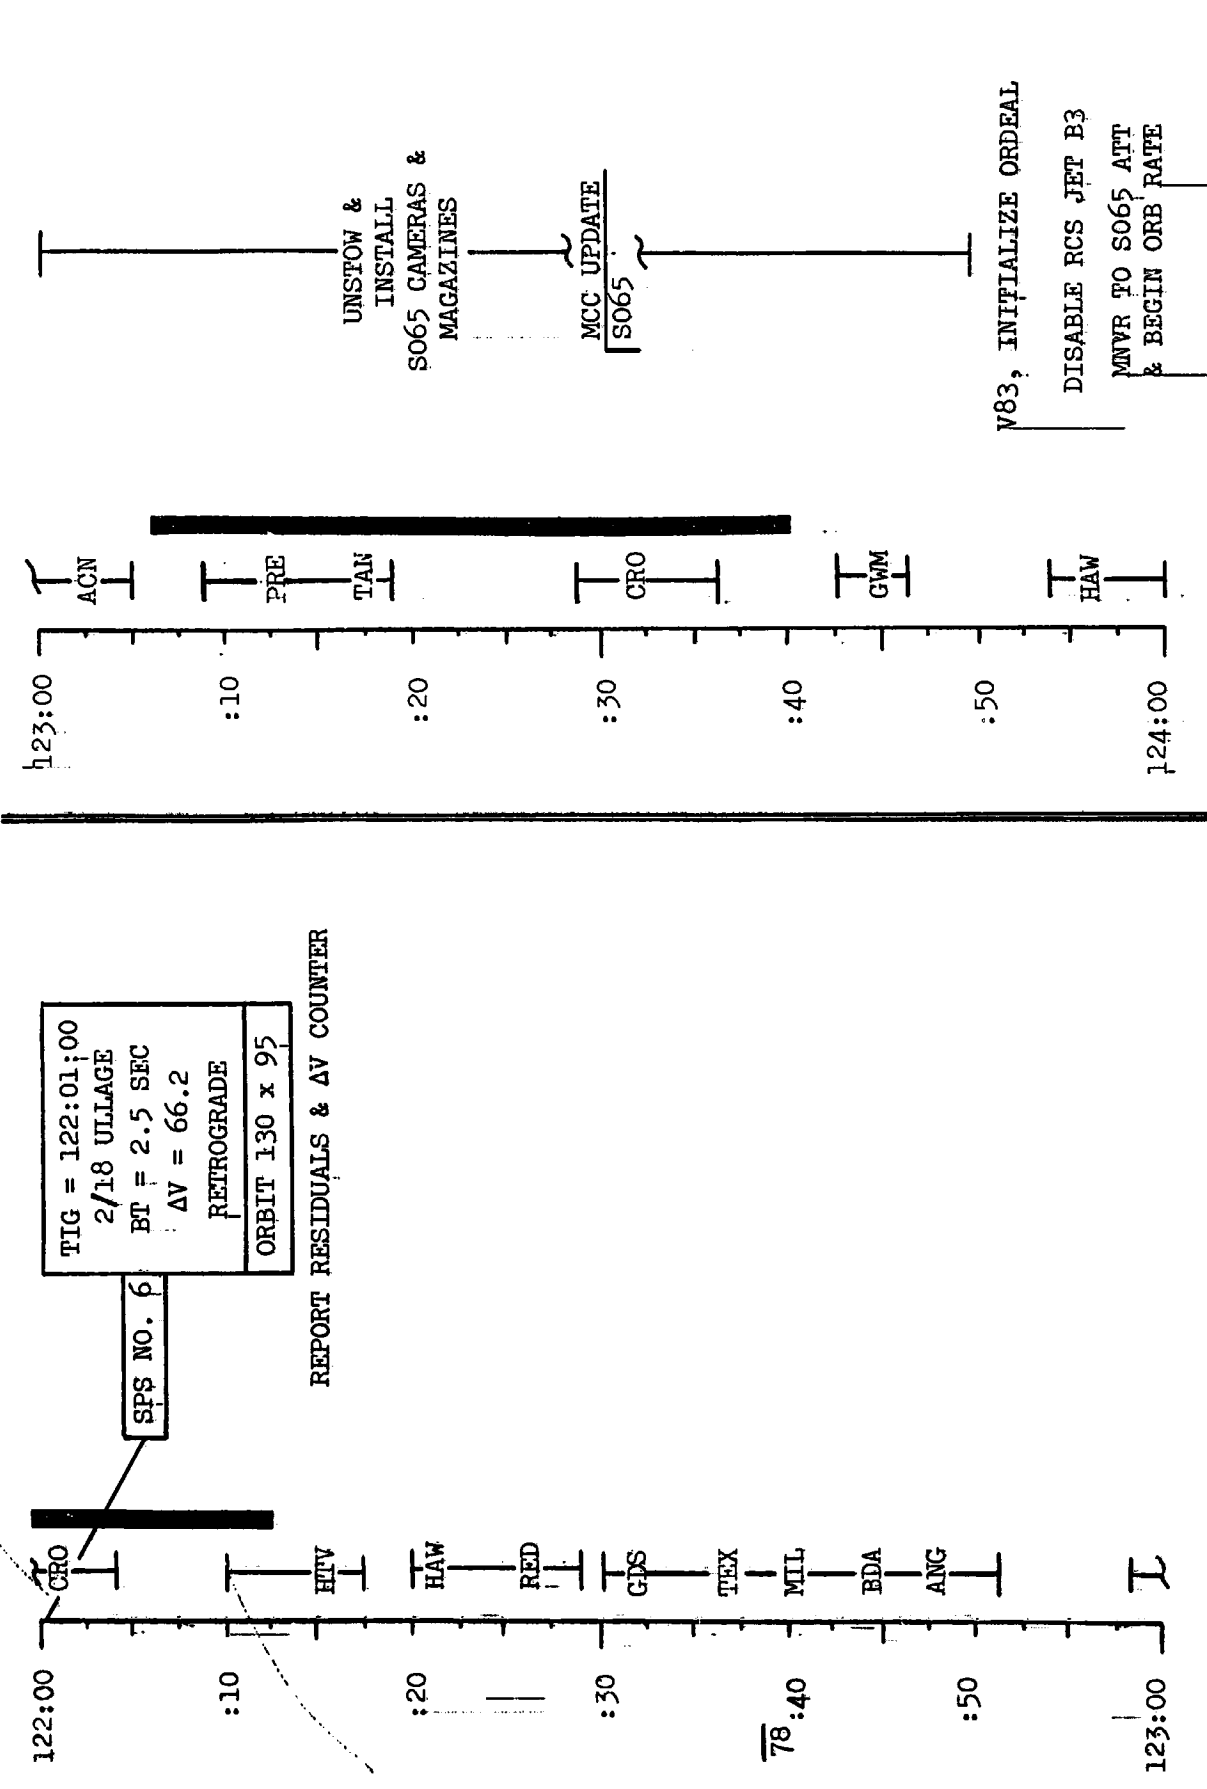 122:00
:10
:20
:30
78
:40
:50
123:00
CRO
HTV
HAW
RED
GDS
TEX
MIL
BDA
ANG
SPS NO. 6
TIG = 122:01:00
2/18 ULLAGE
BT = 2.5 SEC
ΔV = 66.2
RETROGRADE
ORBIT 130 x 95
REPORT RESIDUALS & ΔV COUNTER
123:00
:10
:20
:30
:40
:50
124:00
ACN
PRE
TAN
CRO
GWM
HAW
UNSTOW &
INSTALL
SO65 CAMERAS &
MAGAZINES
MCC UPDATE
SO65
V83, INITIALIZE ORDEAL
DISABLE RCS JET B3
MNVR TO SO65 ATT
& BEGIN ORB RATE